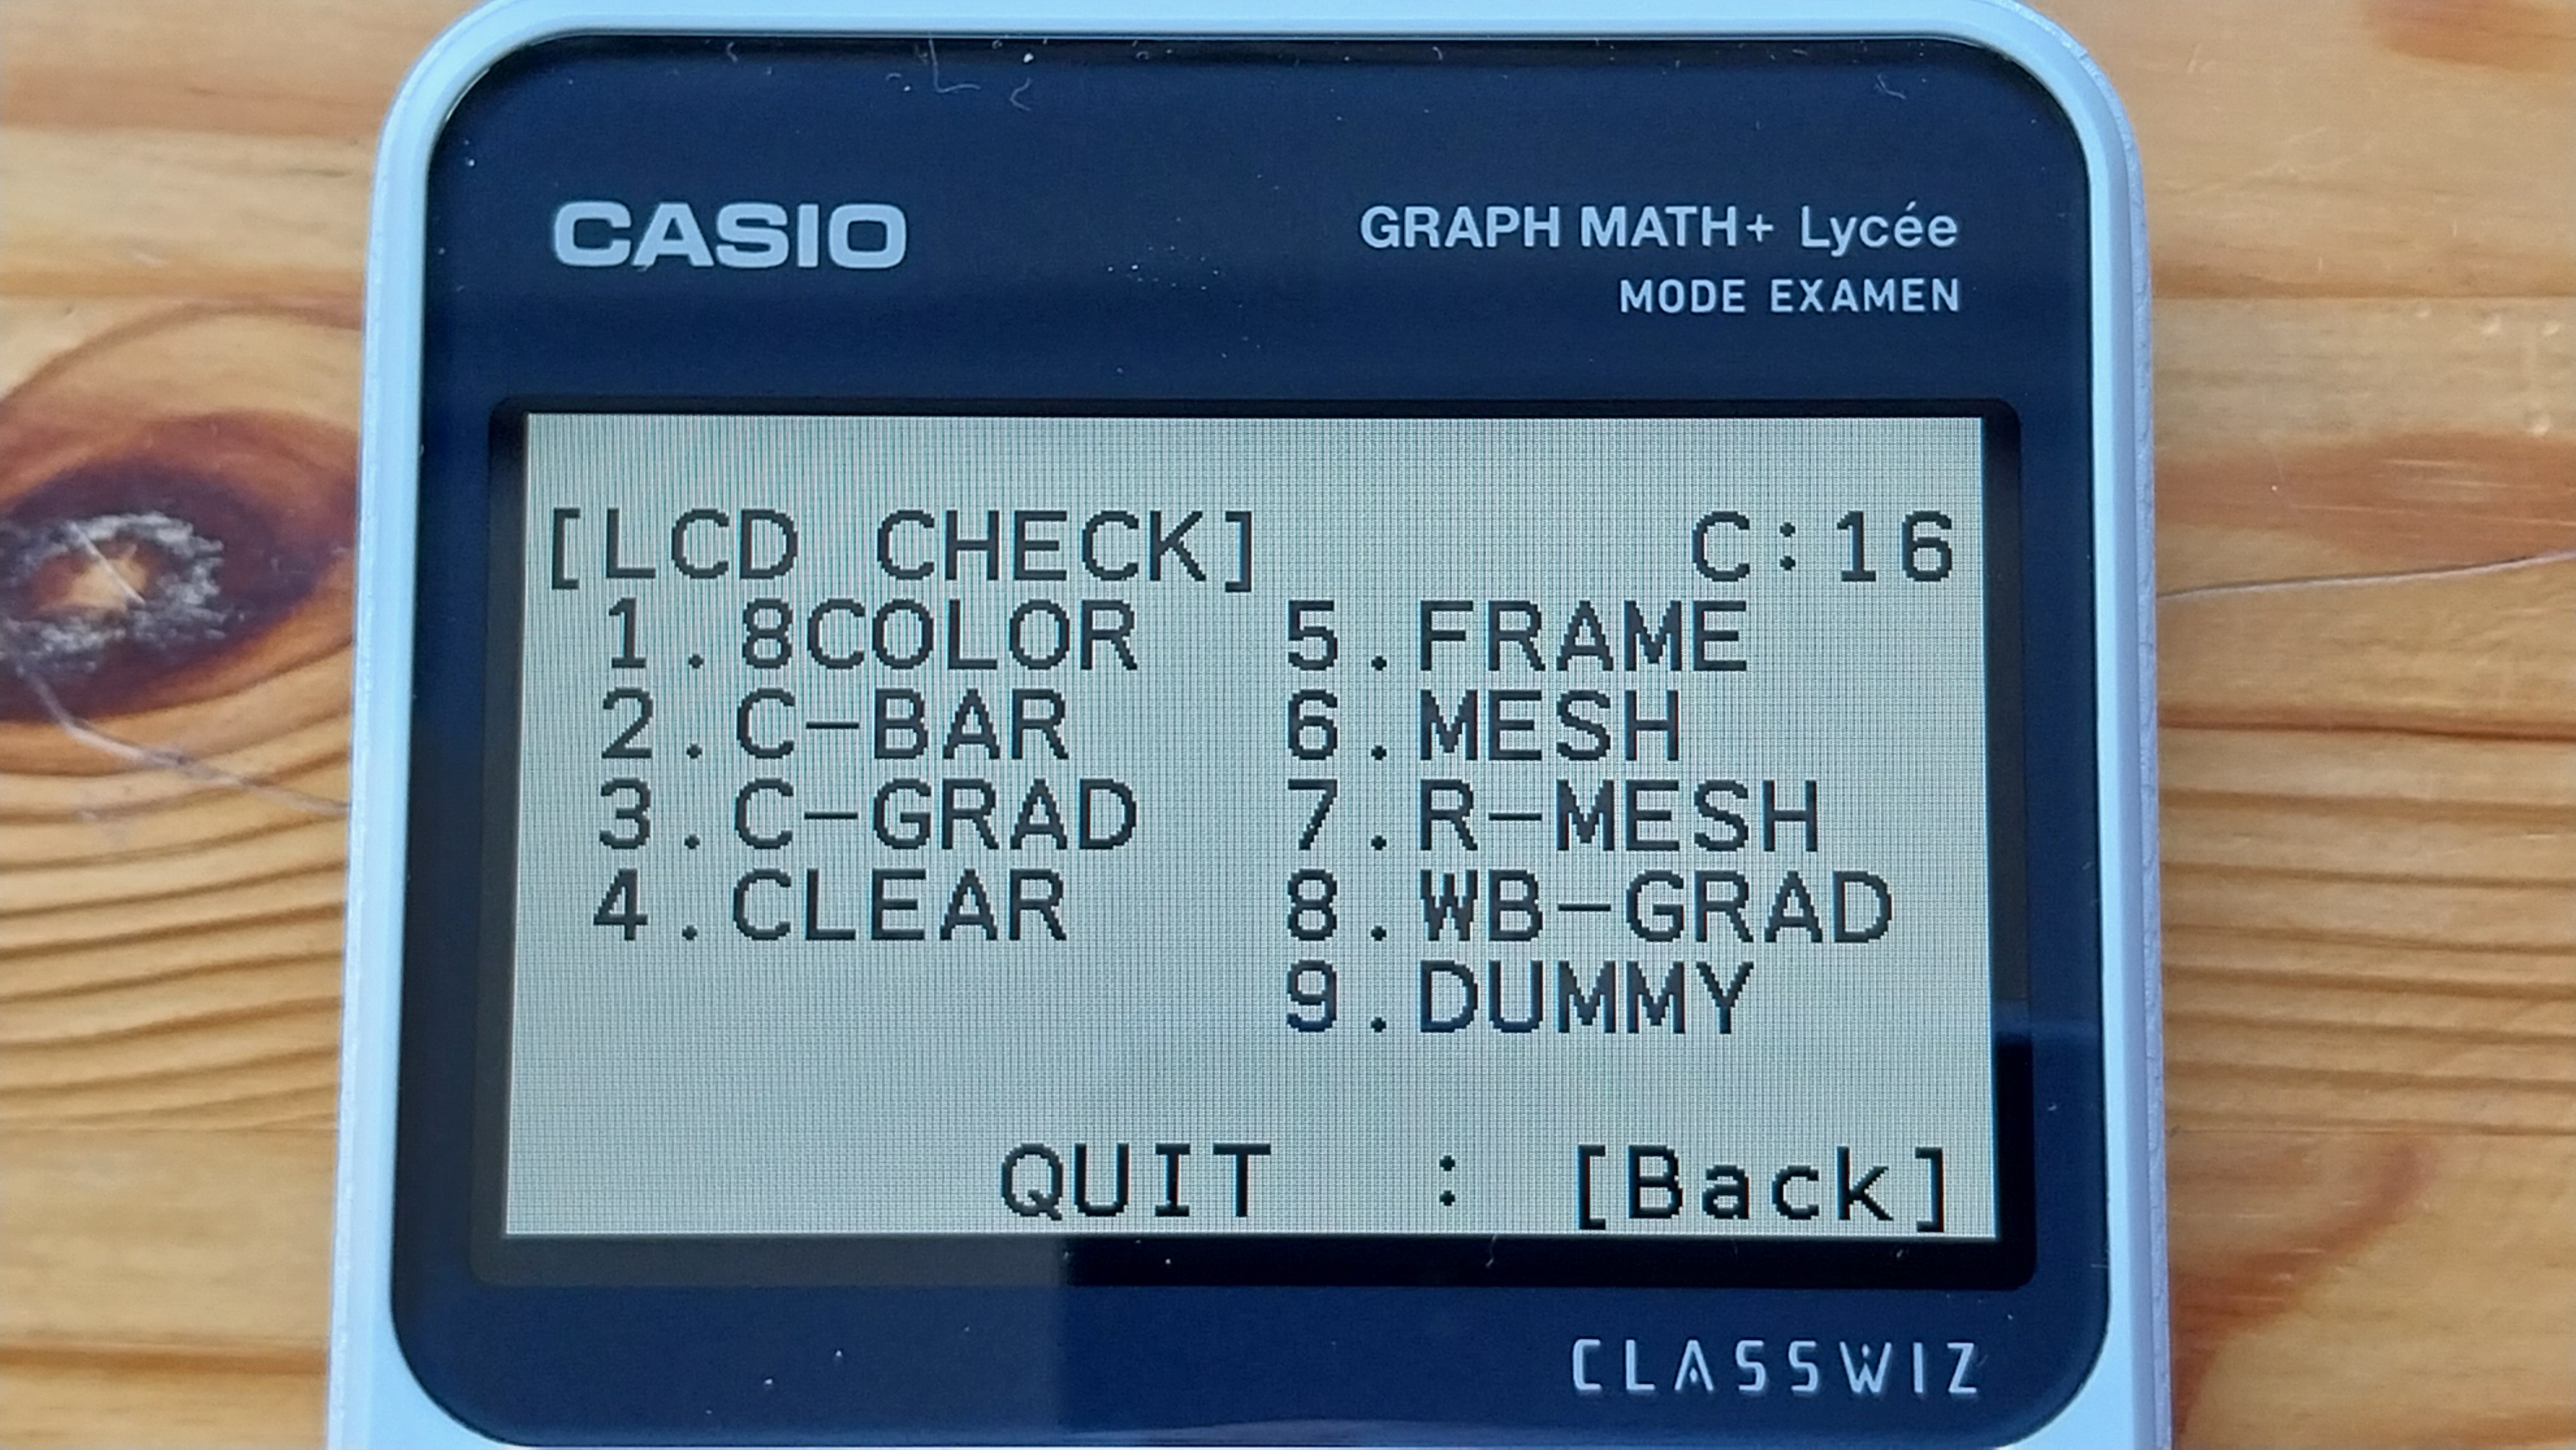 CASIO
GRAPH MATH+ Lycée
MODE EXAMEN
[LCD CHECK] C:16
1.8COLOR 5.FRAME
2.C-BAR 6.MESH
3.C-GRAD 7.R-MESH
4.CLEAR 8.WB-GRAD
9.DUMMY
QUIT : [Back]
CLASSWIZ